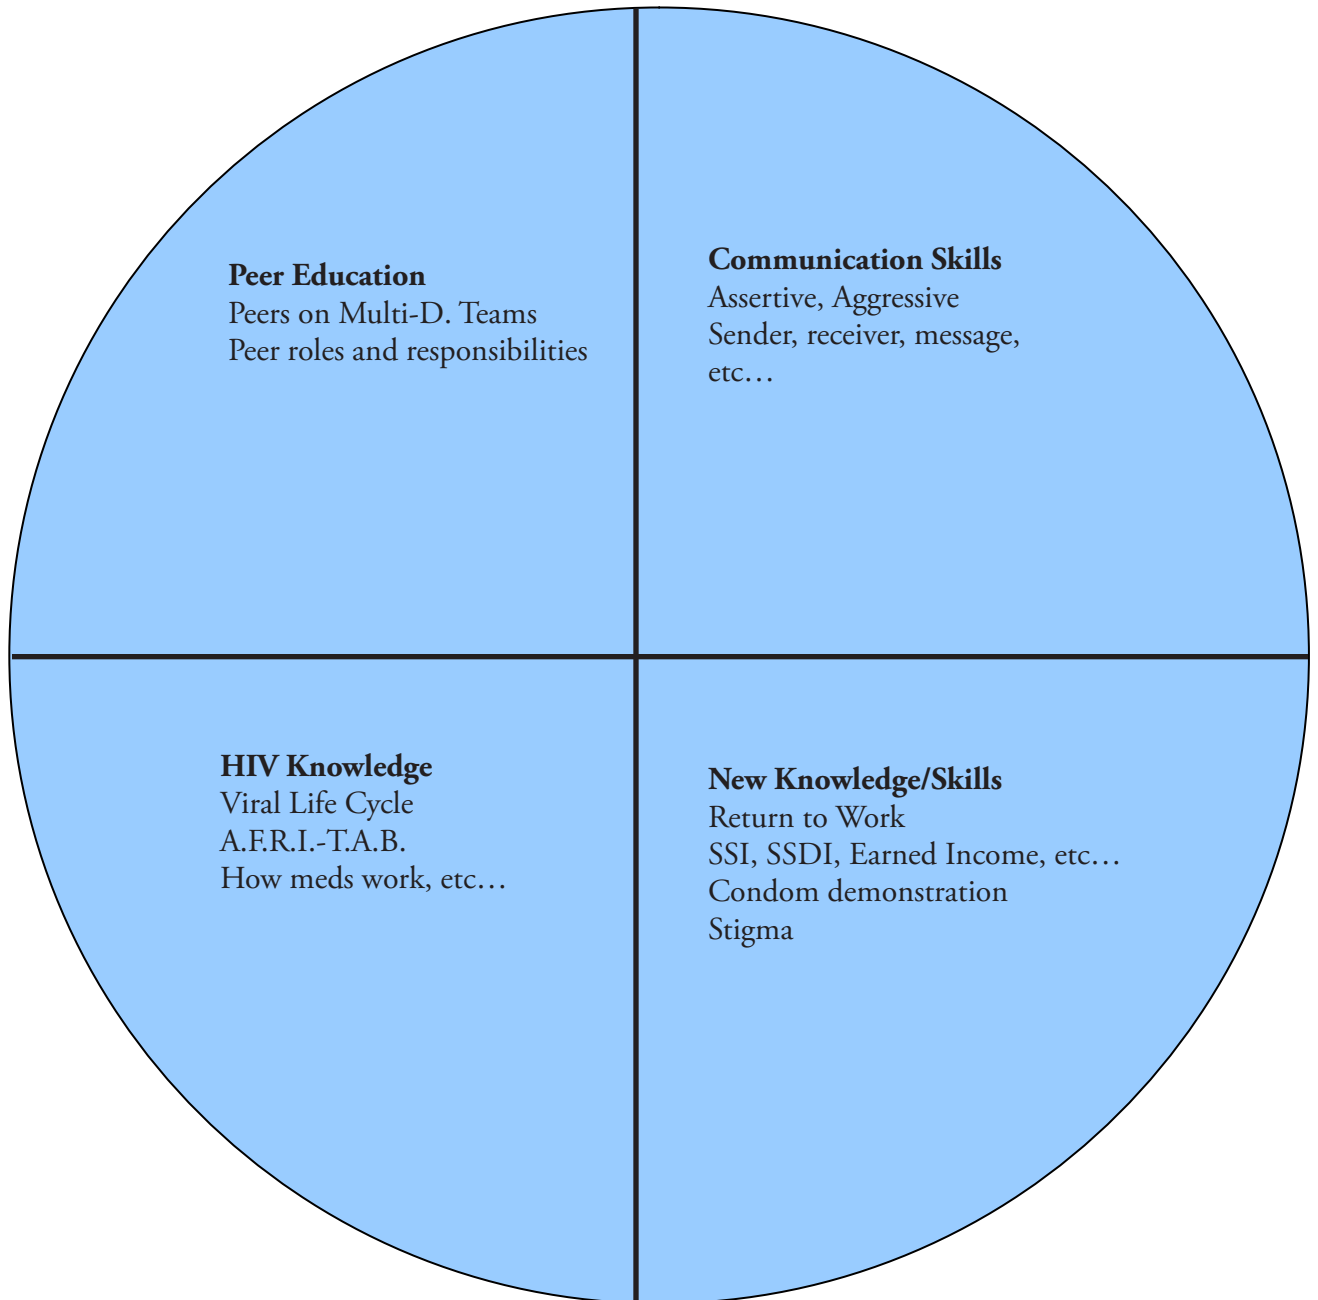 Peer Education
Peers on Multi-D. Teams
Peer roles and responsibilities
Communication Skills
Assertive, Aggressive
Sender, receiver, message,
etc…
HIV Knowledge
Viral Life Cycle
A.F.R.I.-T.A.B.
How meds work, etc…
New Knowledge/Skills
Return to Work
SSI, SSDI, Earned Income, etc…
Condom demonstration
Stigma